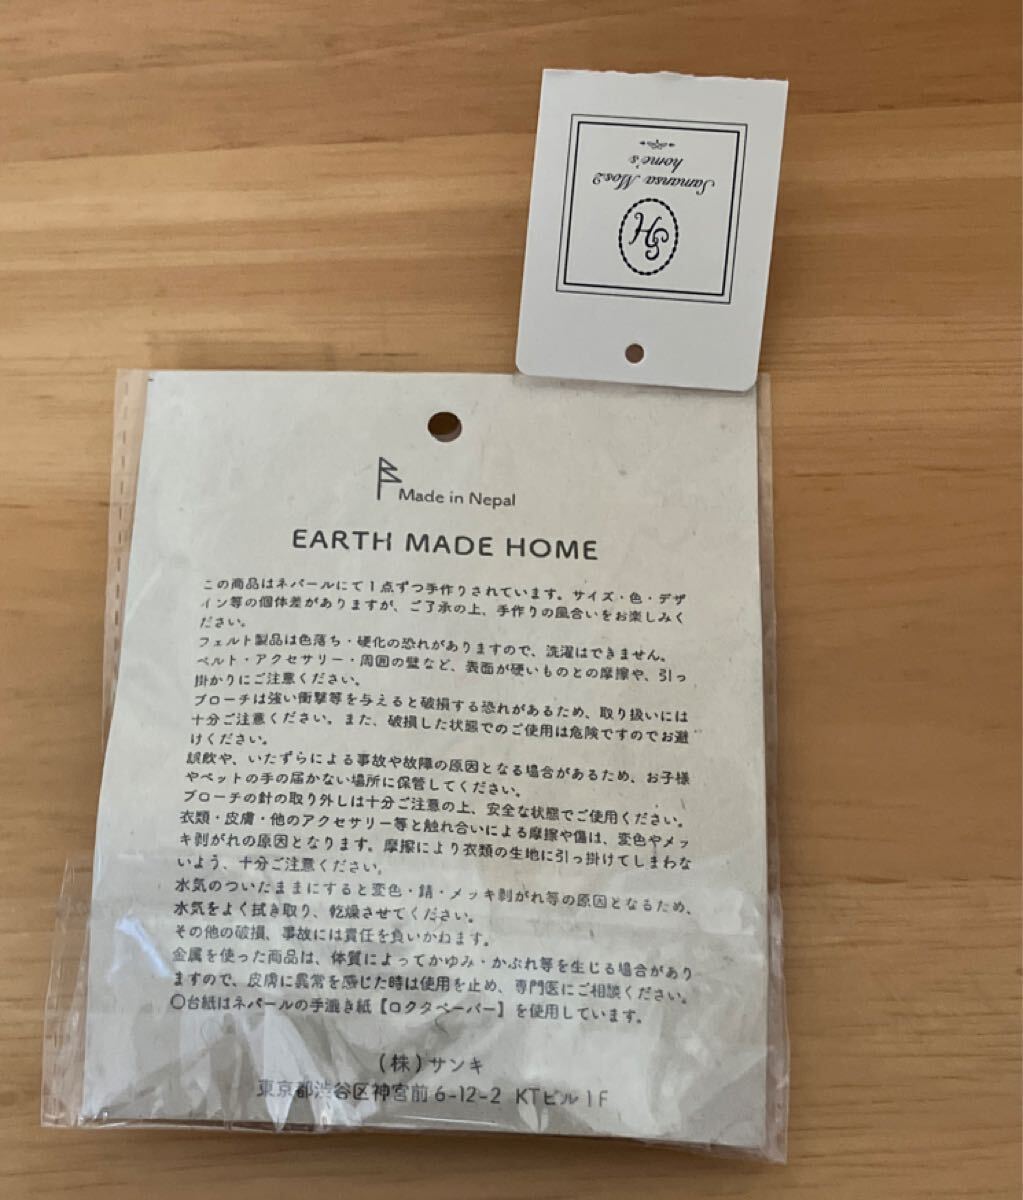 Samansa Mos2
home's
SH
Made in Nepal
EARTH MADE HOME
この商品はネパールにて1点ずつ手作りされています。サイズ・色・デザ
イン等の個体差がありますが、ご了承の上、手作りの風合いをお楽しみく
ださい。
フェルト製品は色落ち・硬化の恐れがありますので、洗濯はできません。
ベルト・アクセサリー・周囲の壁など、表面が硬いものとの摩擦や、引っ
掛かりにご注意ください。
ブローチは強い衝撃等を与えると破損する恐れがあるため、取り扱いには
十分ご注意ください。また、破損した状態でのご使用は危険ですのでお避
けください。
誤飲や、いたずらによる事故や故障の原因となる場合があるため、お子様
やペットの手の届かない場所に保管してください。
ブローチの針の取り外しは十分ご注意の上、安全な状態でご使用ください。
衣類・皮膚・他のアクセサリー等と触れ合いによる摩擦や傷は、変色やメッ
キ剥がれの原因となります。摩擦により衣類の生地に引っ掛けてしまわな
いよう、十分ご注意ください。
水気のついたままにすると変色・錆・メッキ剥がれ等の原因となるため、
水気をよく拭き取り、乾燥させてください。
その他の破損、事故には責任を負いかねます。
金属を使った商品は、体質によってかゆみ・かぶれ等を生じる場合があり
ますので、皮膚に異常を感じた時は使用を止め、専門医にご相談ください。
○台紙はネパールの手漉き紙【ロクタペーパー】を使用しています。
(株)サンキ
東京都渋谷区神宮前6-12-2 KTビル1F